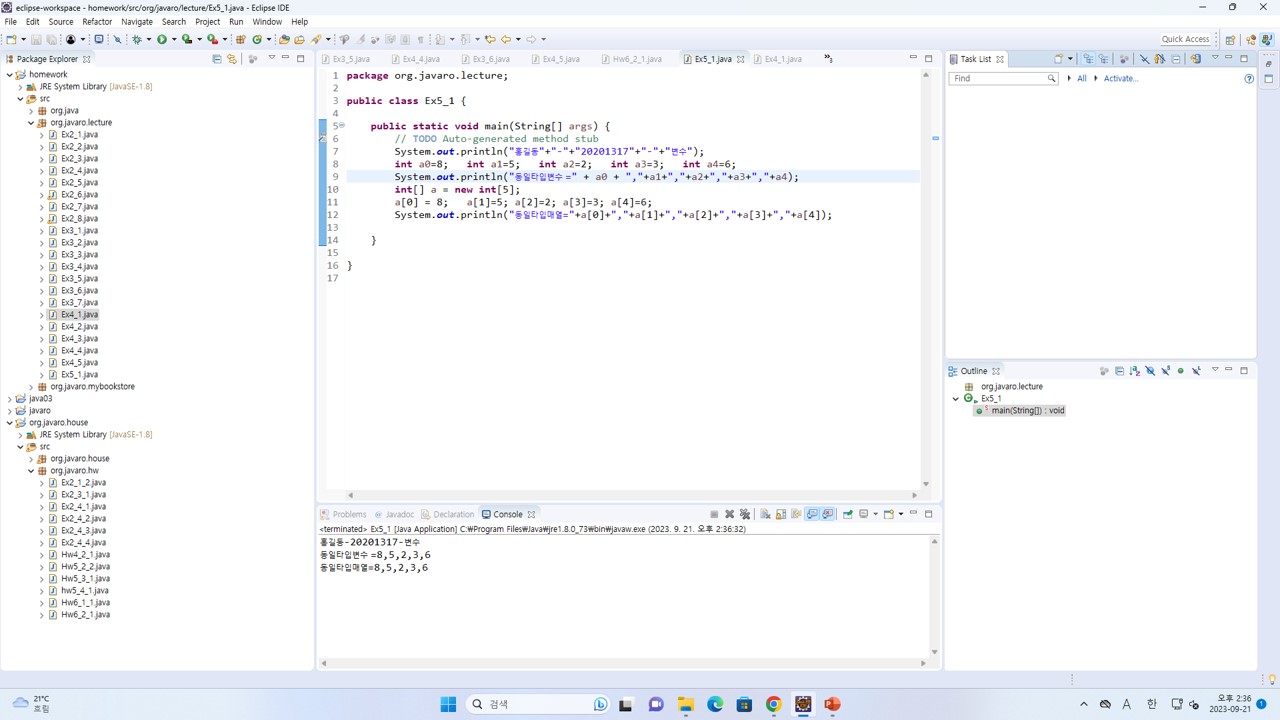 eclipse-workspace - homework/src/org/javaro/lecture/Ex5_1.java - Eclipse IDE
File Edit Source Refactor Navigate Search Project Run Window Help
Quick Access
Package Explorer
homework
JRE System Library [JavaSE-1.8]
src
org.java
org.javaro.lecture
Ex2_1.java
Ex2_2.java
Ex2_3.java
Ex2_4.java
Ex2_5.java
Ex2_6.java
Ex2_7.java
Ex2_8.java
Ex3_1.java
Ex3_2.java
Ex3_3.java
Ex3_4.java
Ex3_5.java
Ex3_6.java
Ex3_7.java
Ex4_1.java
Ex4_2.java
Ex4_3.java
Ex4_4.java
Ex4_5.java
Ex5_1.java
org.javaro.mybookstore
java03
javaro
org.javaro.house
JRE System Library [JavaSE-1.8]
src
org.javaro.house
org.javaro.hw
Ex2_1_2.java
Ex2_3_1.java
Ex2_4_1.java
Ex2_4_2.java
Ex2_4_3.java
Ex2_4_4.java
Hw4_2_1.java
Hw5_2_2.java
Hw5_3_1.java
hw5_4_1.java
Hw6_1_1.java
Hw6_2_1.java
Ex3_5.java Ex4_4.java Ex3_6.java Hw6_2_1.java Ex5_1.java Ex4_1.java
1 package org.javaro.lecture;
2
3 public class Ex5_1 {
4
5 public static void main(String[] args) {
6 // TODO Auto-generated method stub
7 System.out.println("홍길동"+"-"+"20201317"+"-"+"변수");
8 int a0=8; int a1=5; int a2=2; int a3=3; int a4=6;
9 System.out.println("동일타입변수 =" + a0 + ","+a1+","+a2+","+a3+","+a4);
10 int[] a = new int[5];
11 a[0] = 8; a[1]=5; a[2]=2; a[3]=3; a[4]=6;
12 System.out.println("동일타입매열="+a[0]+","+a[1]+","+a[2]+","+a[3]+","+a[4]);
13
14 }
15
16 }
17
Problems Javadoc Declaration Console
<terminated> Ex5_1 [Java Application] C:₩Program Files₩Java₩jre1.8.0_73₩bin₩javaw.exe (2023. 9. 21. 오후 2:36:32)
홍길동-20201317-변수
동일타입변수 =8,5,2,3,6
동일타입매열=8,5,2,3,6
Task List
Find All Activate...
Outline
org.javaro.lecture
Ex5_1
main(String[]) : void
21°C
흐림
검색
A 한
오후 2:36
2023-09-21